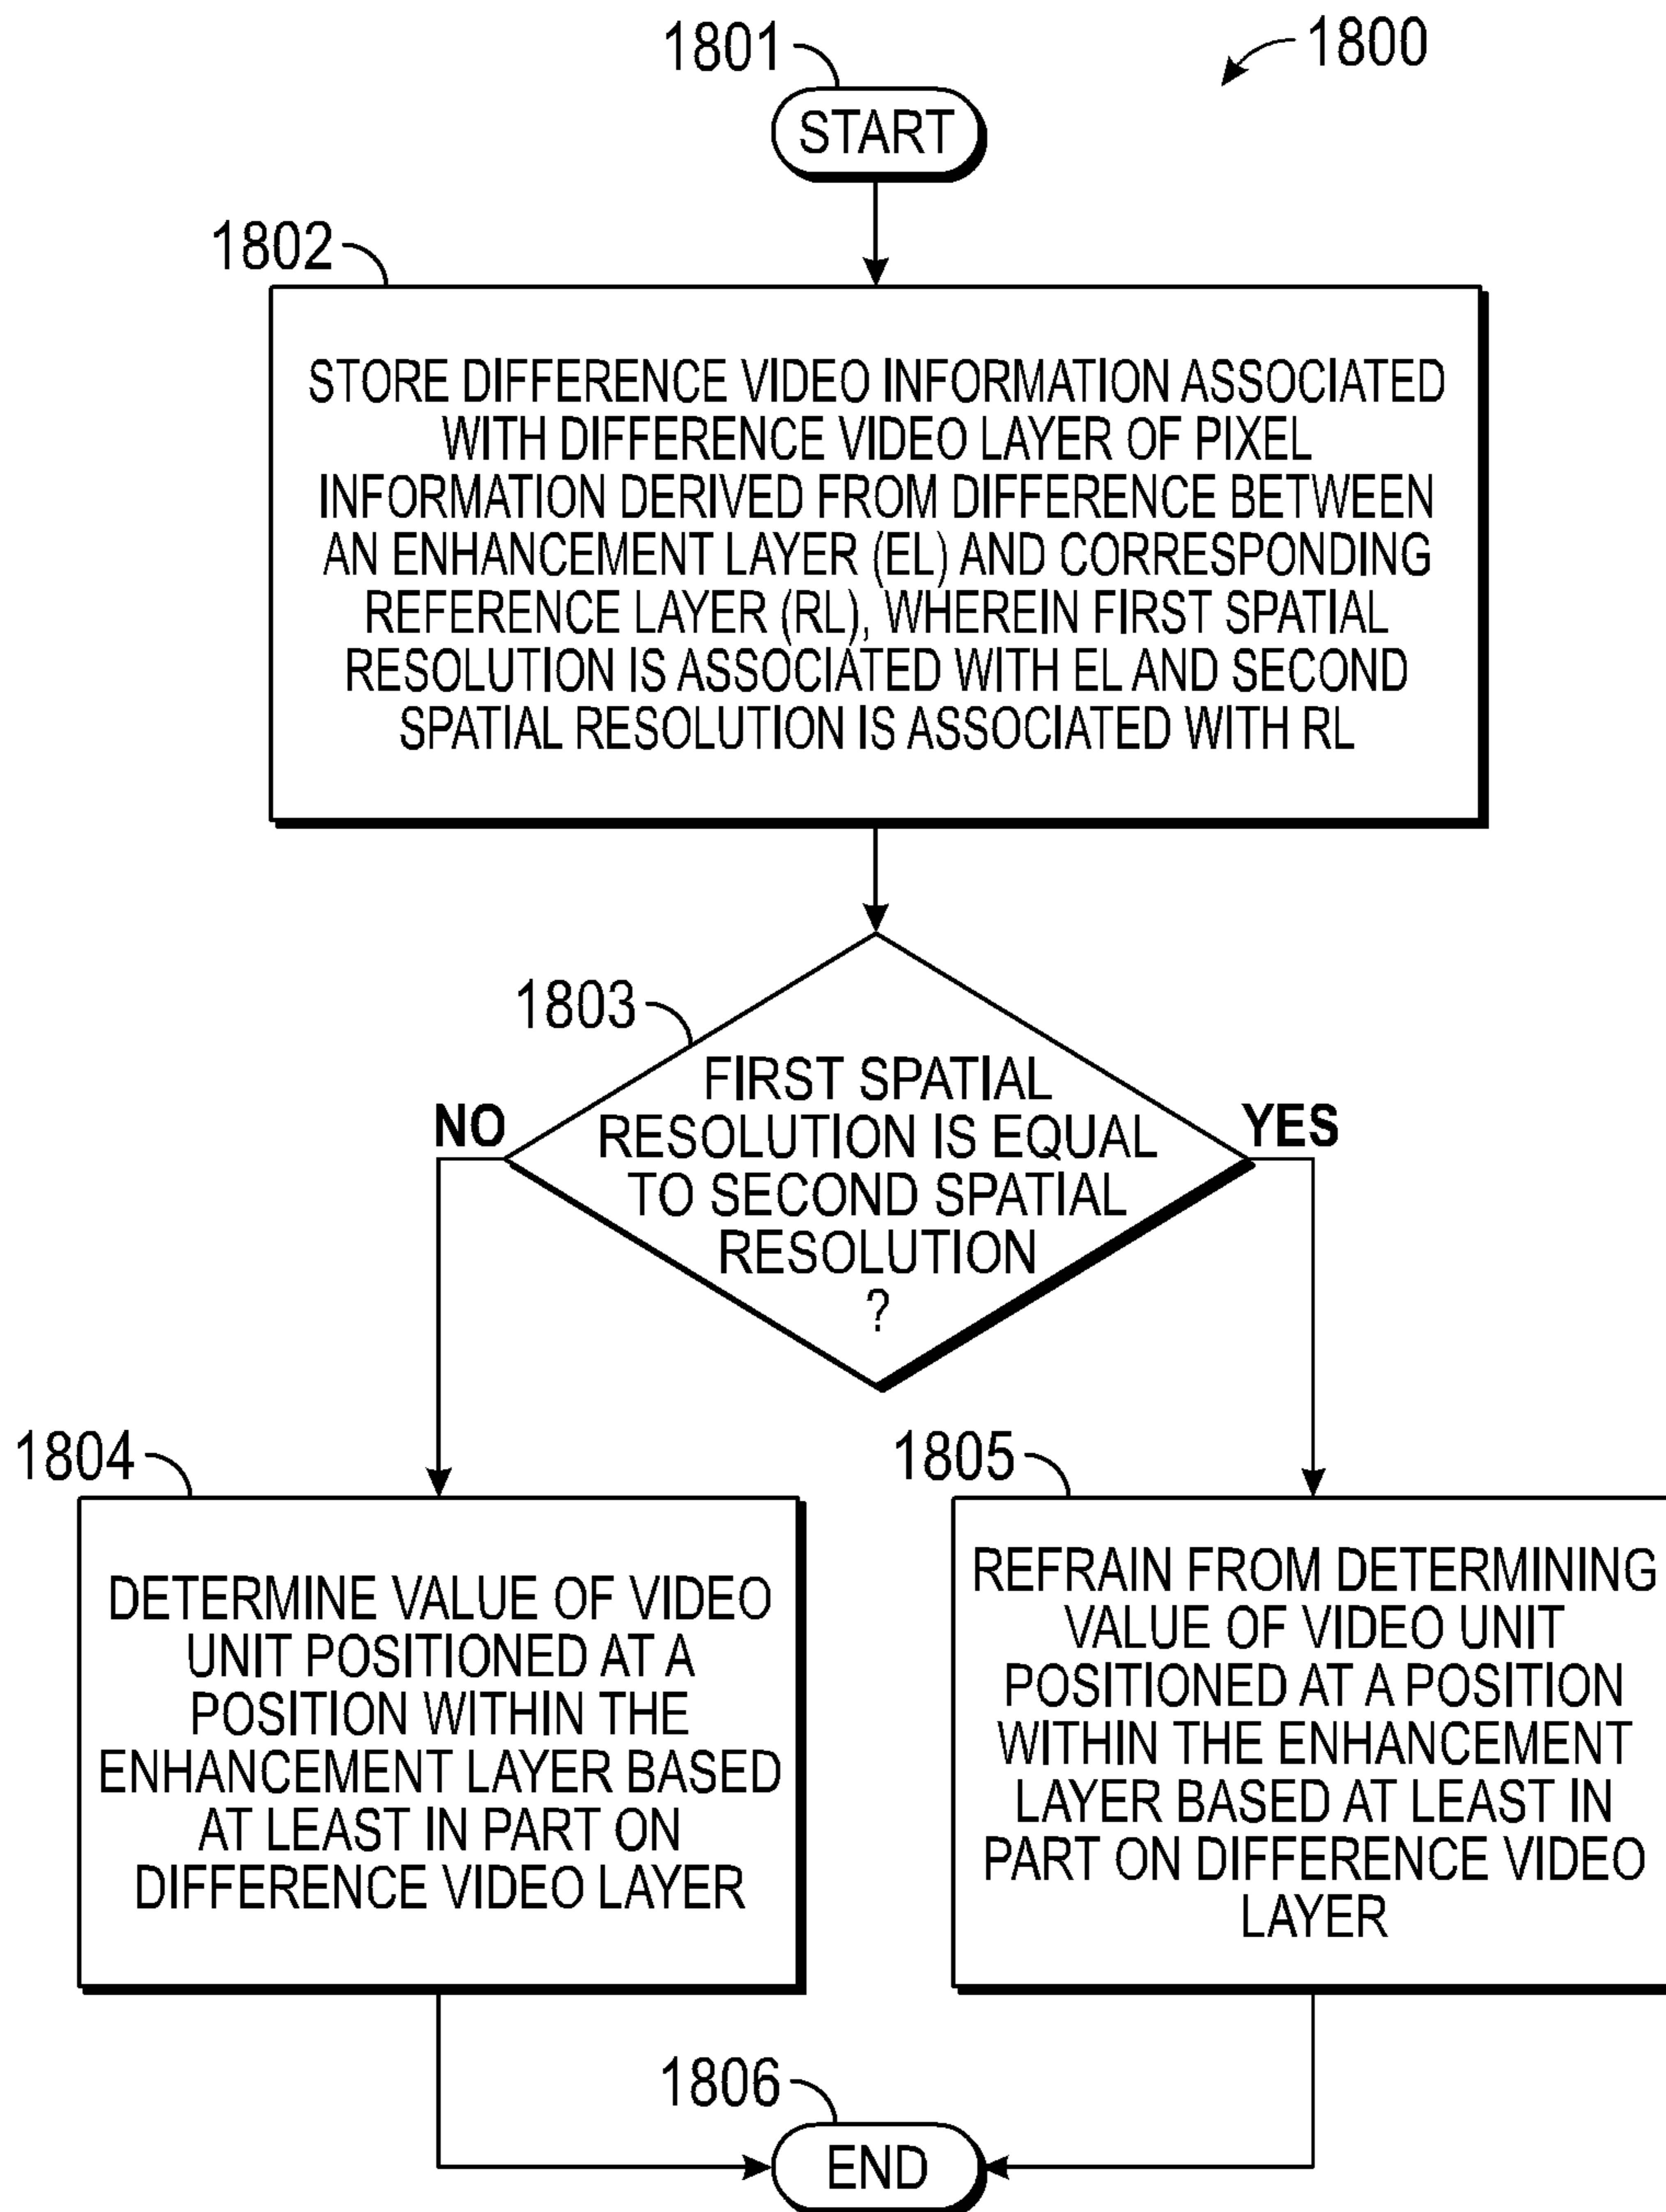 1801
1800
START
1802
STORE DIFFERENCE VIDEO INFORMATION ASSOCIATED
WITH DIFFERENCE VIDEO LAYER OF PIXEL
INFORMATION DERIVED FROM DIFFERENCE BETWEEN
AN ENHANCEMENT LAYER (EL) AND CORRESPONDING
REFERENCE LAYER (RL), WHEREIN FIRST SPATIAL
RESOLUTION IS ASSOCIATED WITH EL AND SECOND
SPATIAL RESOLUTION IS ASSOCIATED WITH RL
1803
FIRST SPATIAL
RESOLUTION IS EQUAL
TO SECOND SPATIAL
RESOLUTION
?
NO
YES
1804
DETERMINE VALUE OF VIDEO
UNIT POSITIONED AT A
POSITION WITHIN THE
ENHANCEMENT LAYER BASED
AT LEAST IN PART ON
DIFFERENCE VIDEO LAYER
1805
REFRAIN FROM DETERMINING
VALUE OF VIDEO UNIT
POSITIONED AT A POSITION
WITHIN THE ENHANCEMENT
LAYER BASED AT LEAST IN
PART ON DIFFERENCE VIDEO
LAYER
1806
END